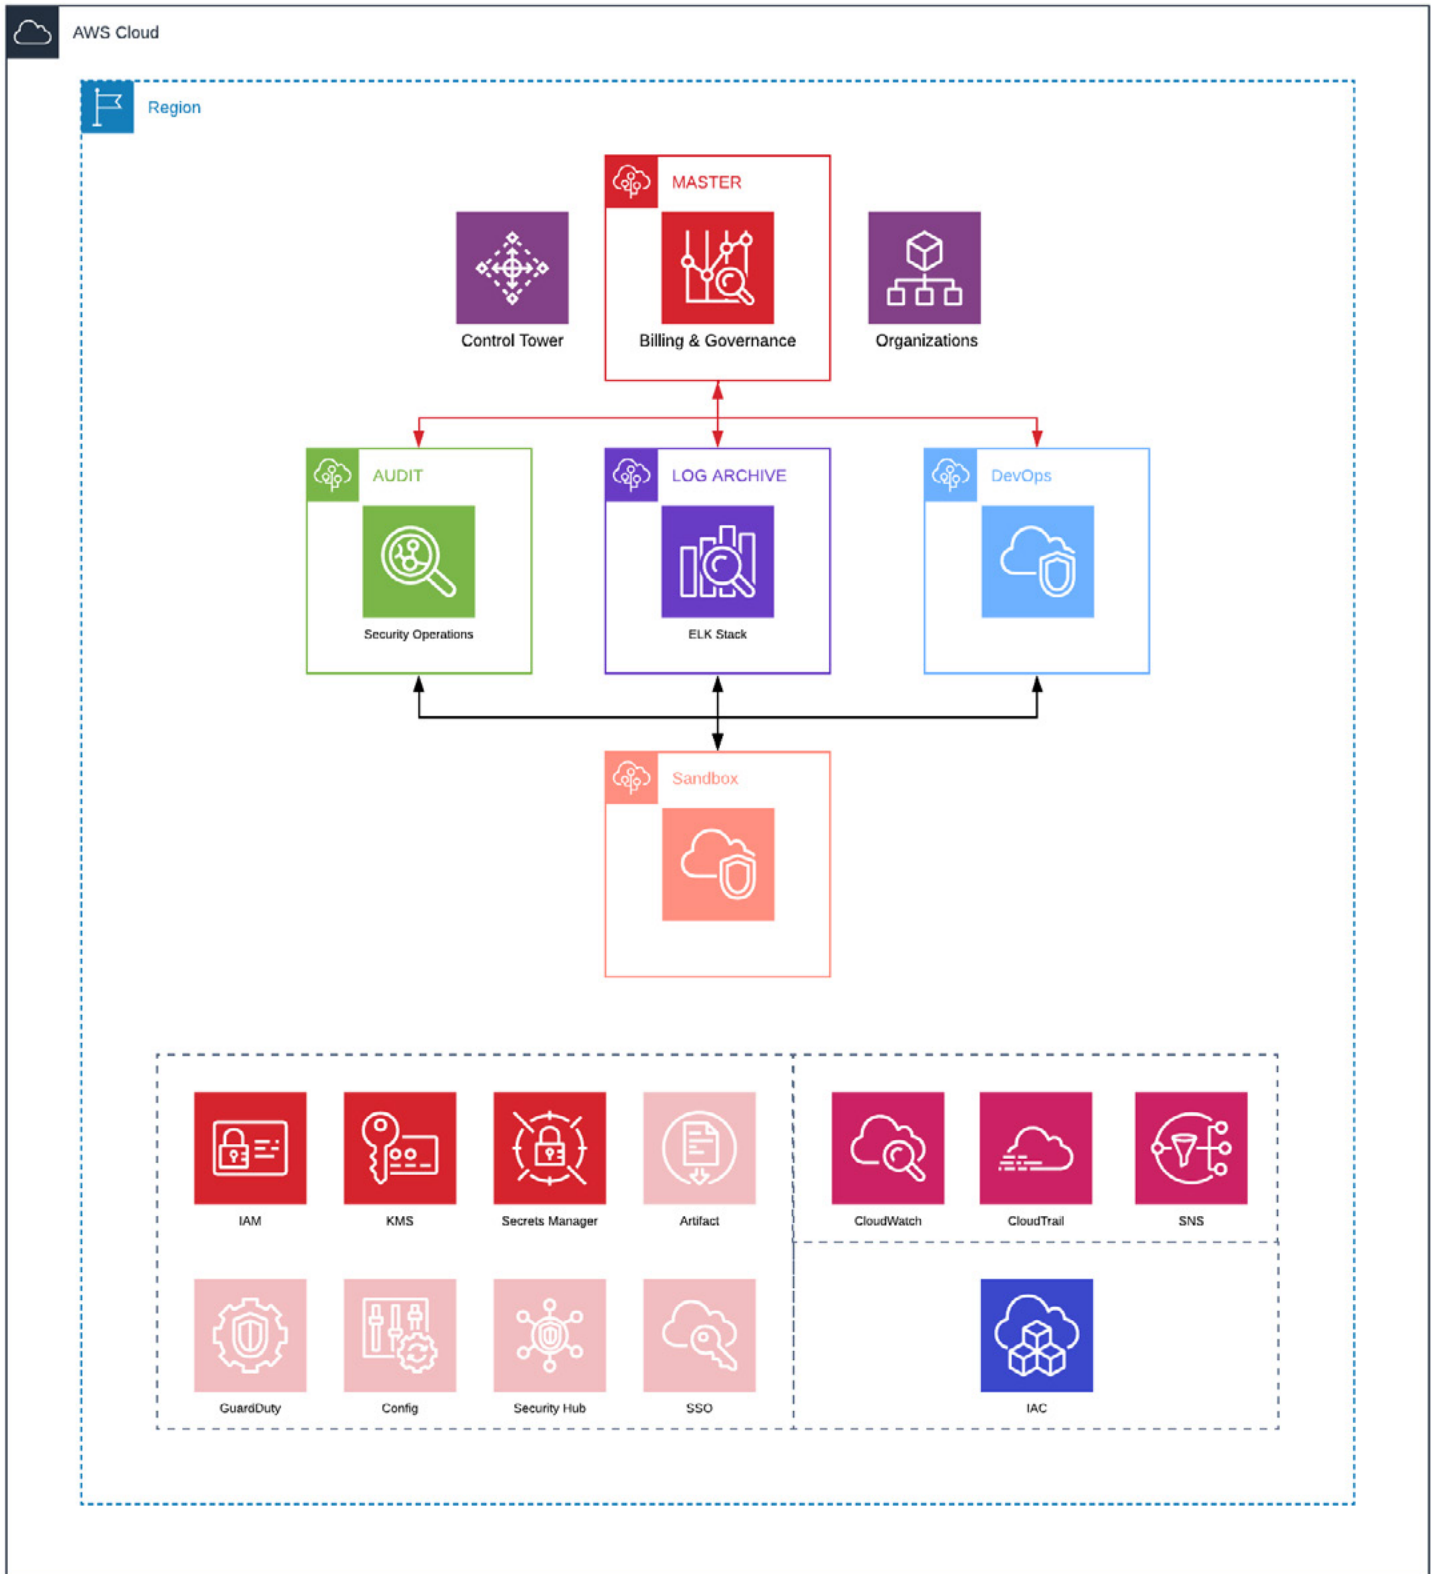 AWS Cloud
Region
MASTER
Control Tower
Billing & Governance
Organizations
AUDIT
LOG ARCHIVE
DevOps
Security Operations
ELK Stack
Sandbox
IAM
KMS
Secrets Manager
Artifact
CloudWatch
CloudTrail
SNS
GuardDuty
Config
Security Hub
SSO
IAC